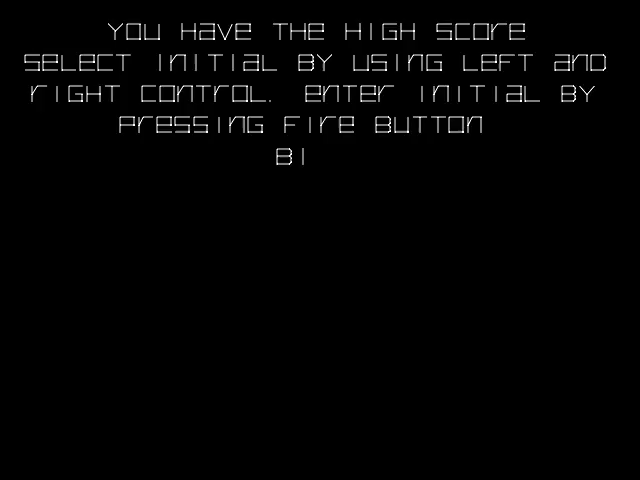 YOU HAVE THE HIGH SCORE
SELECT INITIAL BY USING LEFT AND
RIGHT CONTROL. ENTER INITIAL BY
PRESSING FIRE BUTTON
BI